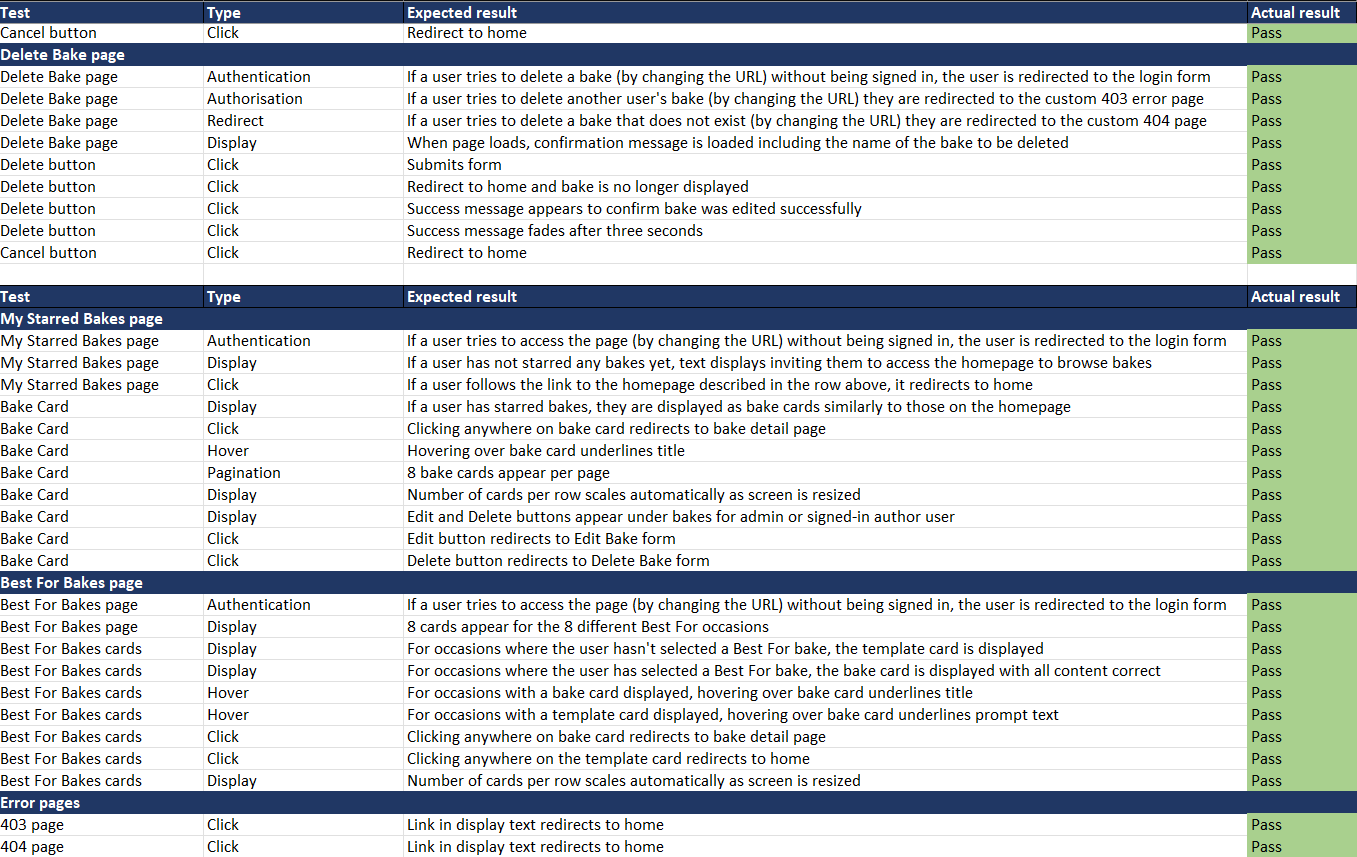 Test Type Expected result Actual result
Cancel button Click Redirect to home Pass
Delete Bake page
Delete Bake page Authentication If a user tries to delete a bake (by changing the URL) without being signed in, the user is redirected to the login form Pass
Delete Bake page Authorisation If a user tries to delete another user's bake (by changing the URL) they are redirected to the custom 403 error page Pass
Delete Bake page Redirect If a user tries to delete a bake that does not exist (by changing the URL) they are redirected to the custom 404 page Pass
Delete Bake page Display When page loads, confirmation message is loaded including the name of the bake to be deleted Pass
Delete button Click Submits form Pass
Delete button Click Redirect to home and bake is no longer displayed Pass
Delete button Click Success message appears to confirm bake was edited successfully Pass
Delete button Click Success message fades after three seconds Pass
Cancel button Click Redirect to home Pass
Test Type Expected result Actual result
My Starred Bakes page
My Starred Bakes page Authentication If a user tries to access the page (by changing the URL) without being signed in, the user is redirected to the login form Pass
My Starred Bakes page Display If a user has not starred any bakes yet, text displays inviting them to access the homepage to browse bakes Pass
My Starred Bakes page Click If a user follows the link to the homepage described in the row above, it redirects to home Pass
Bake Card Display If a user has starred bakes, they are displayed as bake cards similarly to those on the homepage Pass
Bake Card Click Clicking anywhere on bake card redirects to bake detail page Pass
Bake Card Hover Hovering over bake card underlines title Pass
Bake Card Pagination 8 bake cards appear per page Pass
Bake Card Display Number of cards per row scales automatically as screen is resized Pass
Bake Card Display Edit and Delete buttons appear under bakes for admin or signed-in author user Pass
Bake Card Click Edit button redirects to Edit Bake form Pass
Bake Card Click Delete button redirects to Delete Bake form Pass
Best For Bakes page
Best For Bakes page Authentication If a user tries to access the page (by changing the URL) without being signed in, the user is redirected to the login form Pass
Best For Bakes page Display 8 cards appear for the 8 different Best For occasions Pass
Best For Bakes cards Display For occasions where the user hasn't selected a Best For bake, the template card is displayed Pass
Best For Bakes cards Display For occasions where the user has selected a Best For bake, the bake card is displayed with all content correct Pass
Best For Bakes cards Hover For occasions with a bake card displayed, hovering over bake card underlines title Pass
Best For Bakes cards Hover For occasions with a template card displayed, hovering over bake card underlines prompt text Pass
Best For Bakes cards Click Clicking anywhere on bake card redirects to bake detail page Pass
Best For Bakes cards Click Clicking anywhere on the template card redirects to home Pass
Best For Bakes cards Display Number of cards per row scales automatically as screen is resized Pass
Error pages
403 page Click Link in display text redirects to home Pass
404 page Click Link in display text redirects to home Pass